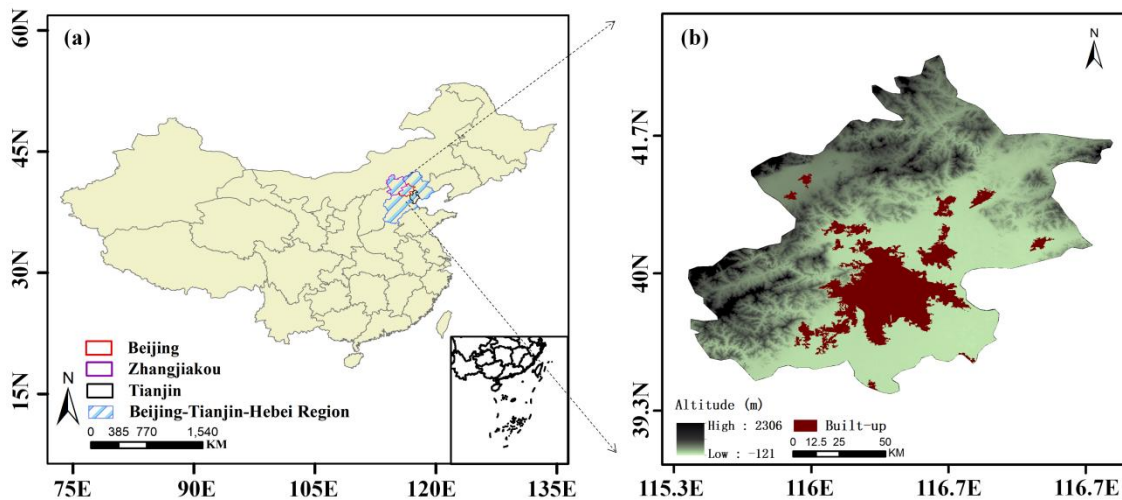 (a)
60N
45N
30N
15N
75E
90E
105E
120E
135E
Beijing
Zhangjiakou
Tianjin
Beijing-Tianjin-Hebei Region
N
0 385 770 1,540
KM
(b)
N
41.7N
40N
39.3N
115.3E
116E
116.7E
116.7E
Altitude (m)
High : 2306
Low : -121
Built-up
0 12.5 25 50
KM